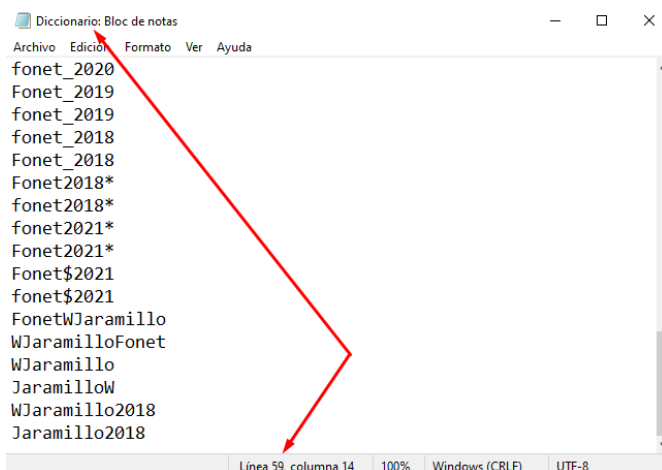 Diccionario: Bloc de notas
Archivo Edición Formato Ver Ayuda
fonet_2020
Fonet_2019
fonet_2019
fonet_2018
Fonet_2018
Fonet2018*
fonet2018*
fonet2021*
Fonet2021*
Fonet$2021
fonet$2021
FonetWJaramillo
WJaramilloFonet
WJaramillo
JaramilloW
WJaramillo2018
Jaramillo2018
Línea 59, columna 14 100% Windows (CRLF) UTF-8